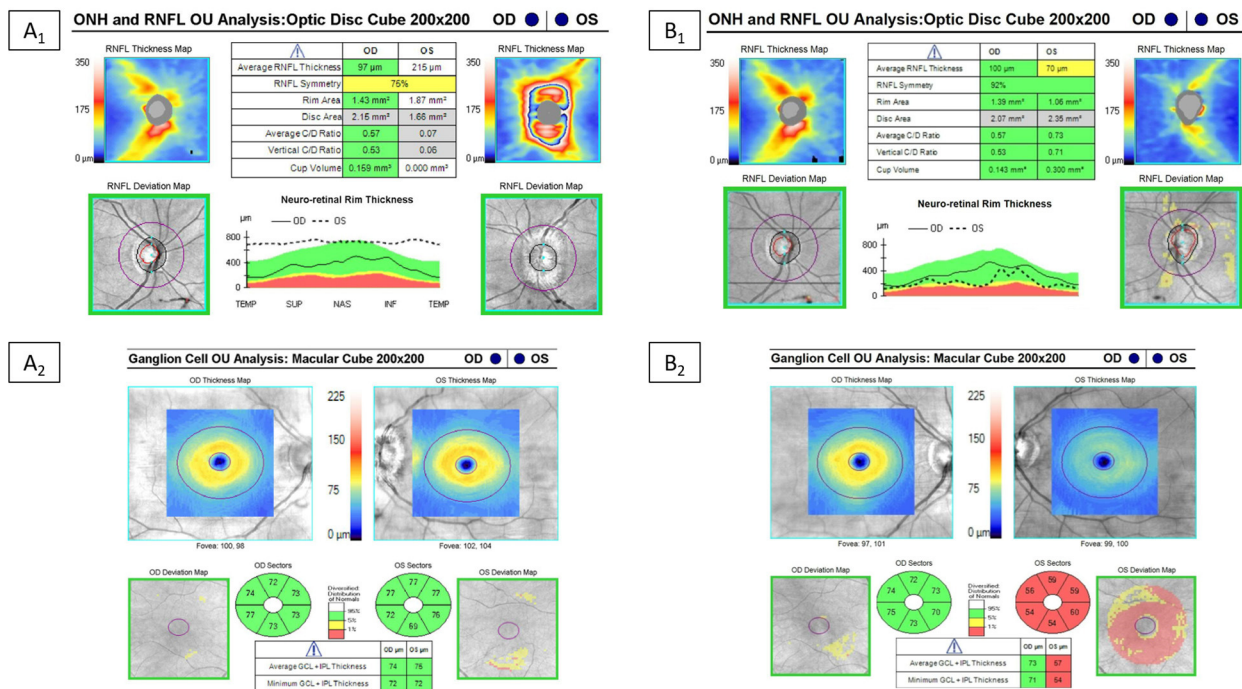 A1
ONH and RNFL OU Analysis:Optic Disc Cube 200x200 OD OS
RNFL Thickness Map
RNFL Thickness Map
350
175
0 µm
OD OS
Average RNFL Thickness 97 µm 215 µm
RNFL Symmetry 75%
Rim Area 1.43 mm² 1.87 mm²
Disc Area 2.15 mm² 1.66 mm²
Average C/D Ratio 0.57 0.07
Vertical C/D Ratio 0.53 0.06
Cup Volume 0.159 mm³ 0.000 mm³
350
175
0 µm
RNFL Deviation Map
RNFL Deviation Map
Neuro-retinal Rim Thickness
µm OD OS
800
400
0
TEMP SUP NAS INF TEMP
B1
ONH and RNFL OU Analysis:Optic Disc Cube 200x200 OD OS
RNFL Thickness Map
RNFL Thickness Map
350
175
0 µm
OD OS
Average RNFL Thickness 100 µm 70 µm
RNFL Symmetry 92%
Rim Area 1.39 mm² 1.06 mm²
Disc Area 2.07 mm² 2.35 mm²
Average C/D Ratio 0.57 0.73
Vertical C/D Ratio 0.53 0.71
Cup Volume 0.143 mm³ 0.300 mm³
350
175
0 µm
RNFL Deviation Map
RNFL Deviation Map
Neuro-retinal Rim Thickness
µm OD OS
800
400
0
TEMP SUP NAS INF TEMP
A2
Ganglion Cell OU Analysis: Macular Cube 200x200 OD OS
OD Thickness Map
OS Thickness Map
225
150
75
0 µm
Fovea: 100, 98
Fovea: 102, 104
OD Deviation Map
OD Sectors
OS Sectors
OS Deviation Map
72
74 73
77 73
73
Diversified:
Distribution
of Normals
95%
5%
1%
77
77 77
72 76
69
OD µm OS µm
Average GCL + IPL Thickness 74 75
Minimum GCL + IPL Thickness 72 72
B2
Ganglion Cell OU Analysis: Macular Cube 200x200 OD OS
OD Thickness Map
OS Thickness Map
225
150
75
0 µm
Fovea: 97, 101
Fovea: 99, 100
OD Deviation Map
OD Sectors
OS Sectors
OS Deviation Map
72
74 73
75 70
73
Diversified:
Distribution
of Normals
95%
5%
1%
59
56 59
54 60
54
OD µm OS µm
Average GCL + IPL Thickness 73 57
Minimum GCL + IPL Thickness 71 54